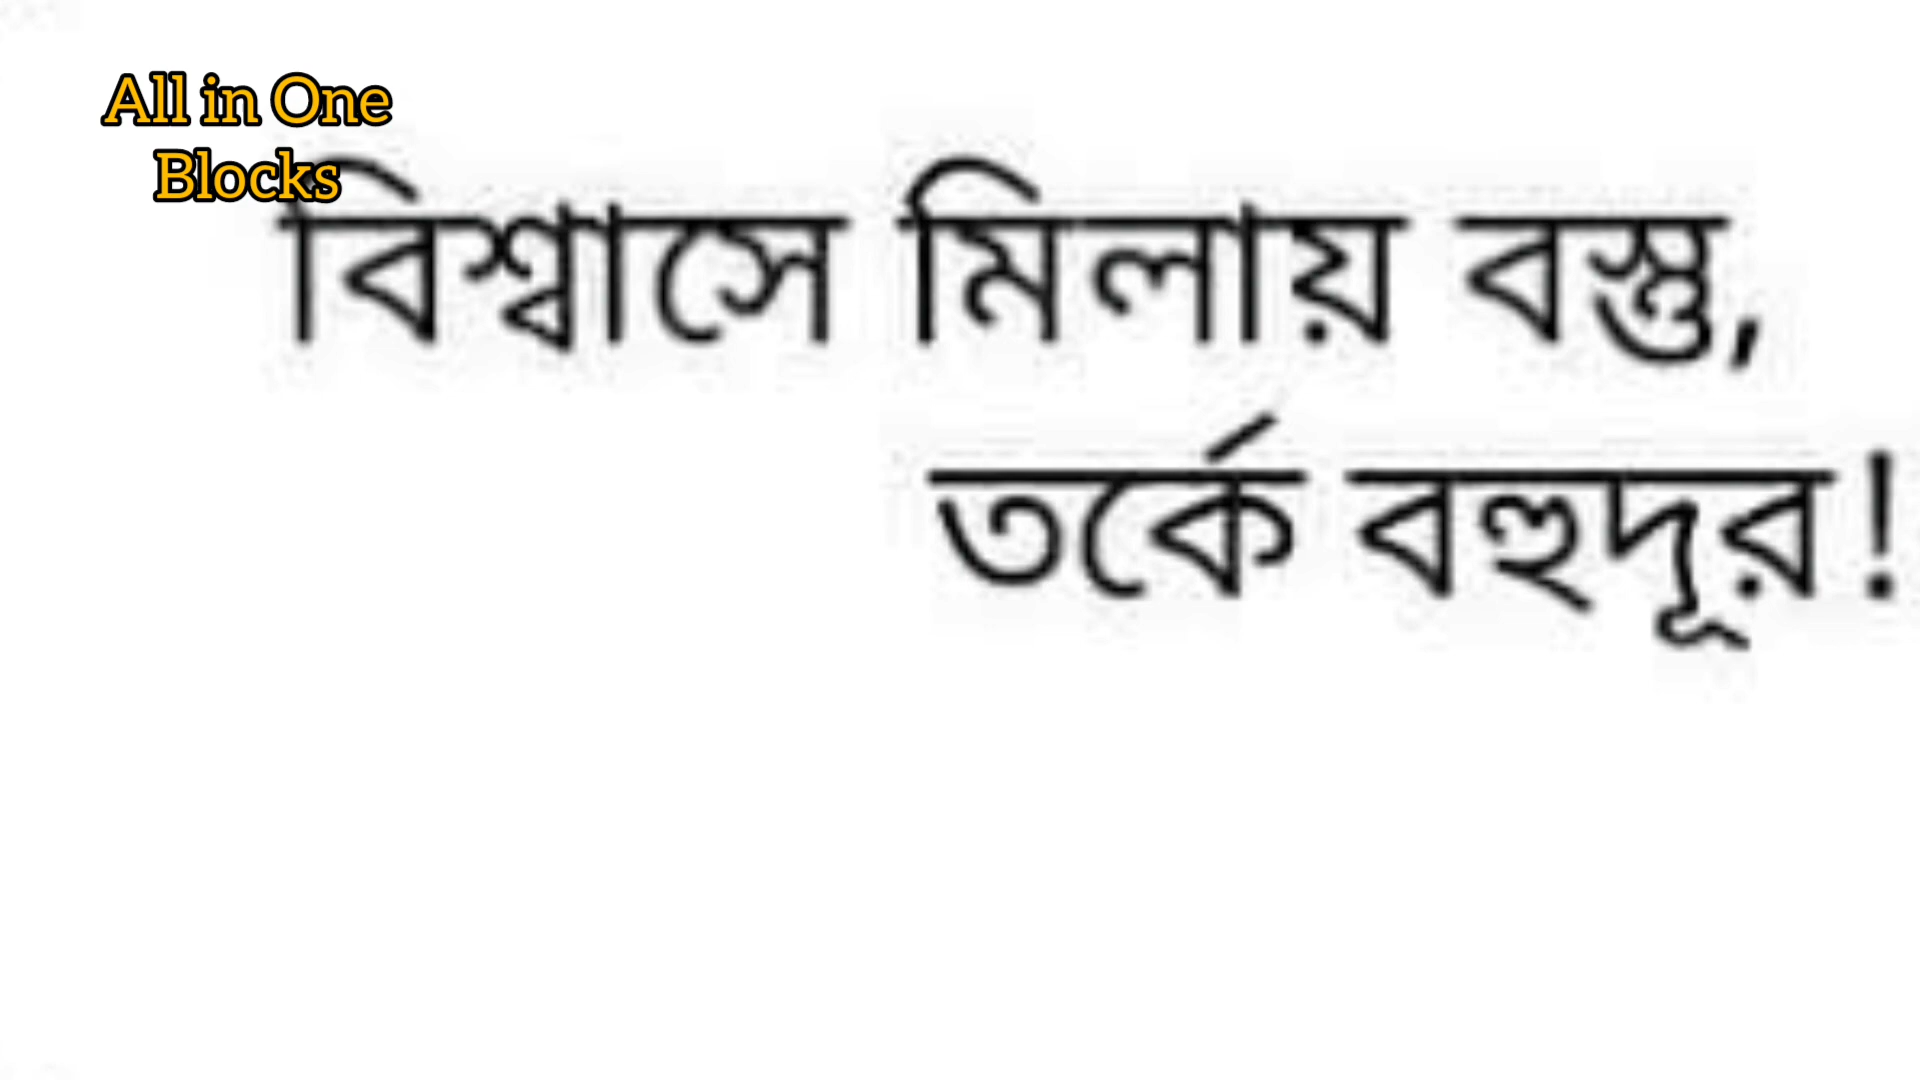 All in One
Blocks
বিশ্বাসে মিলায় বস্তু,
তর্কে বহুদূর!